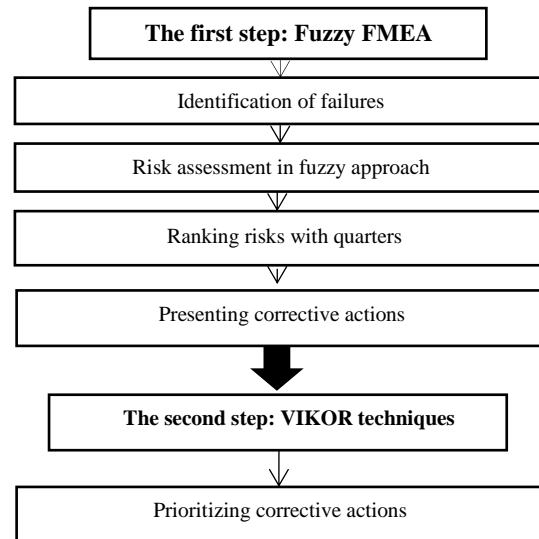 The first step: Fuzzy FMEA
Identification of failures
Risk assessment in fuzzy approach
Ranking risks with quarters
Presenting corrective actions
The second step: VIKOR techniques
Prioritizing corrective actions